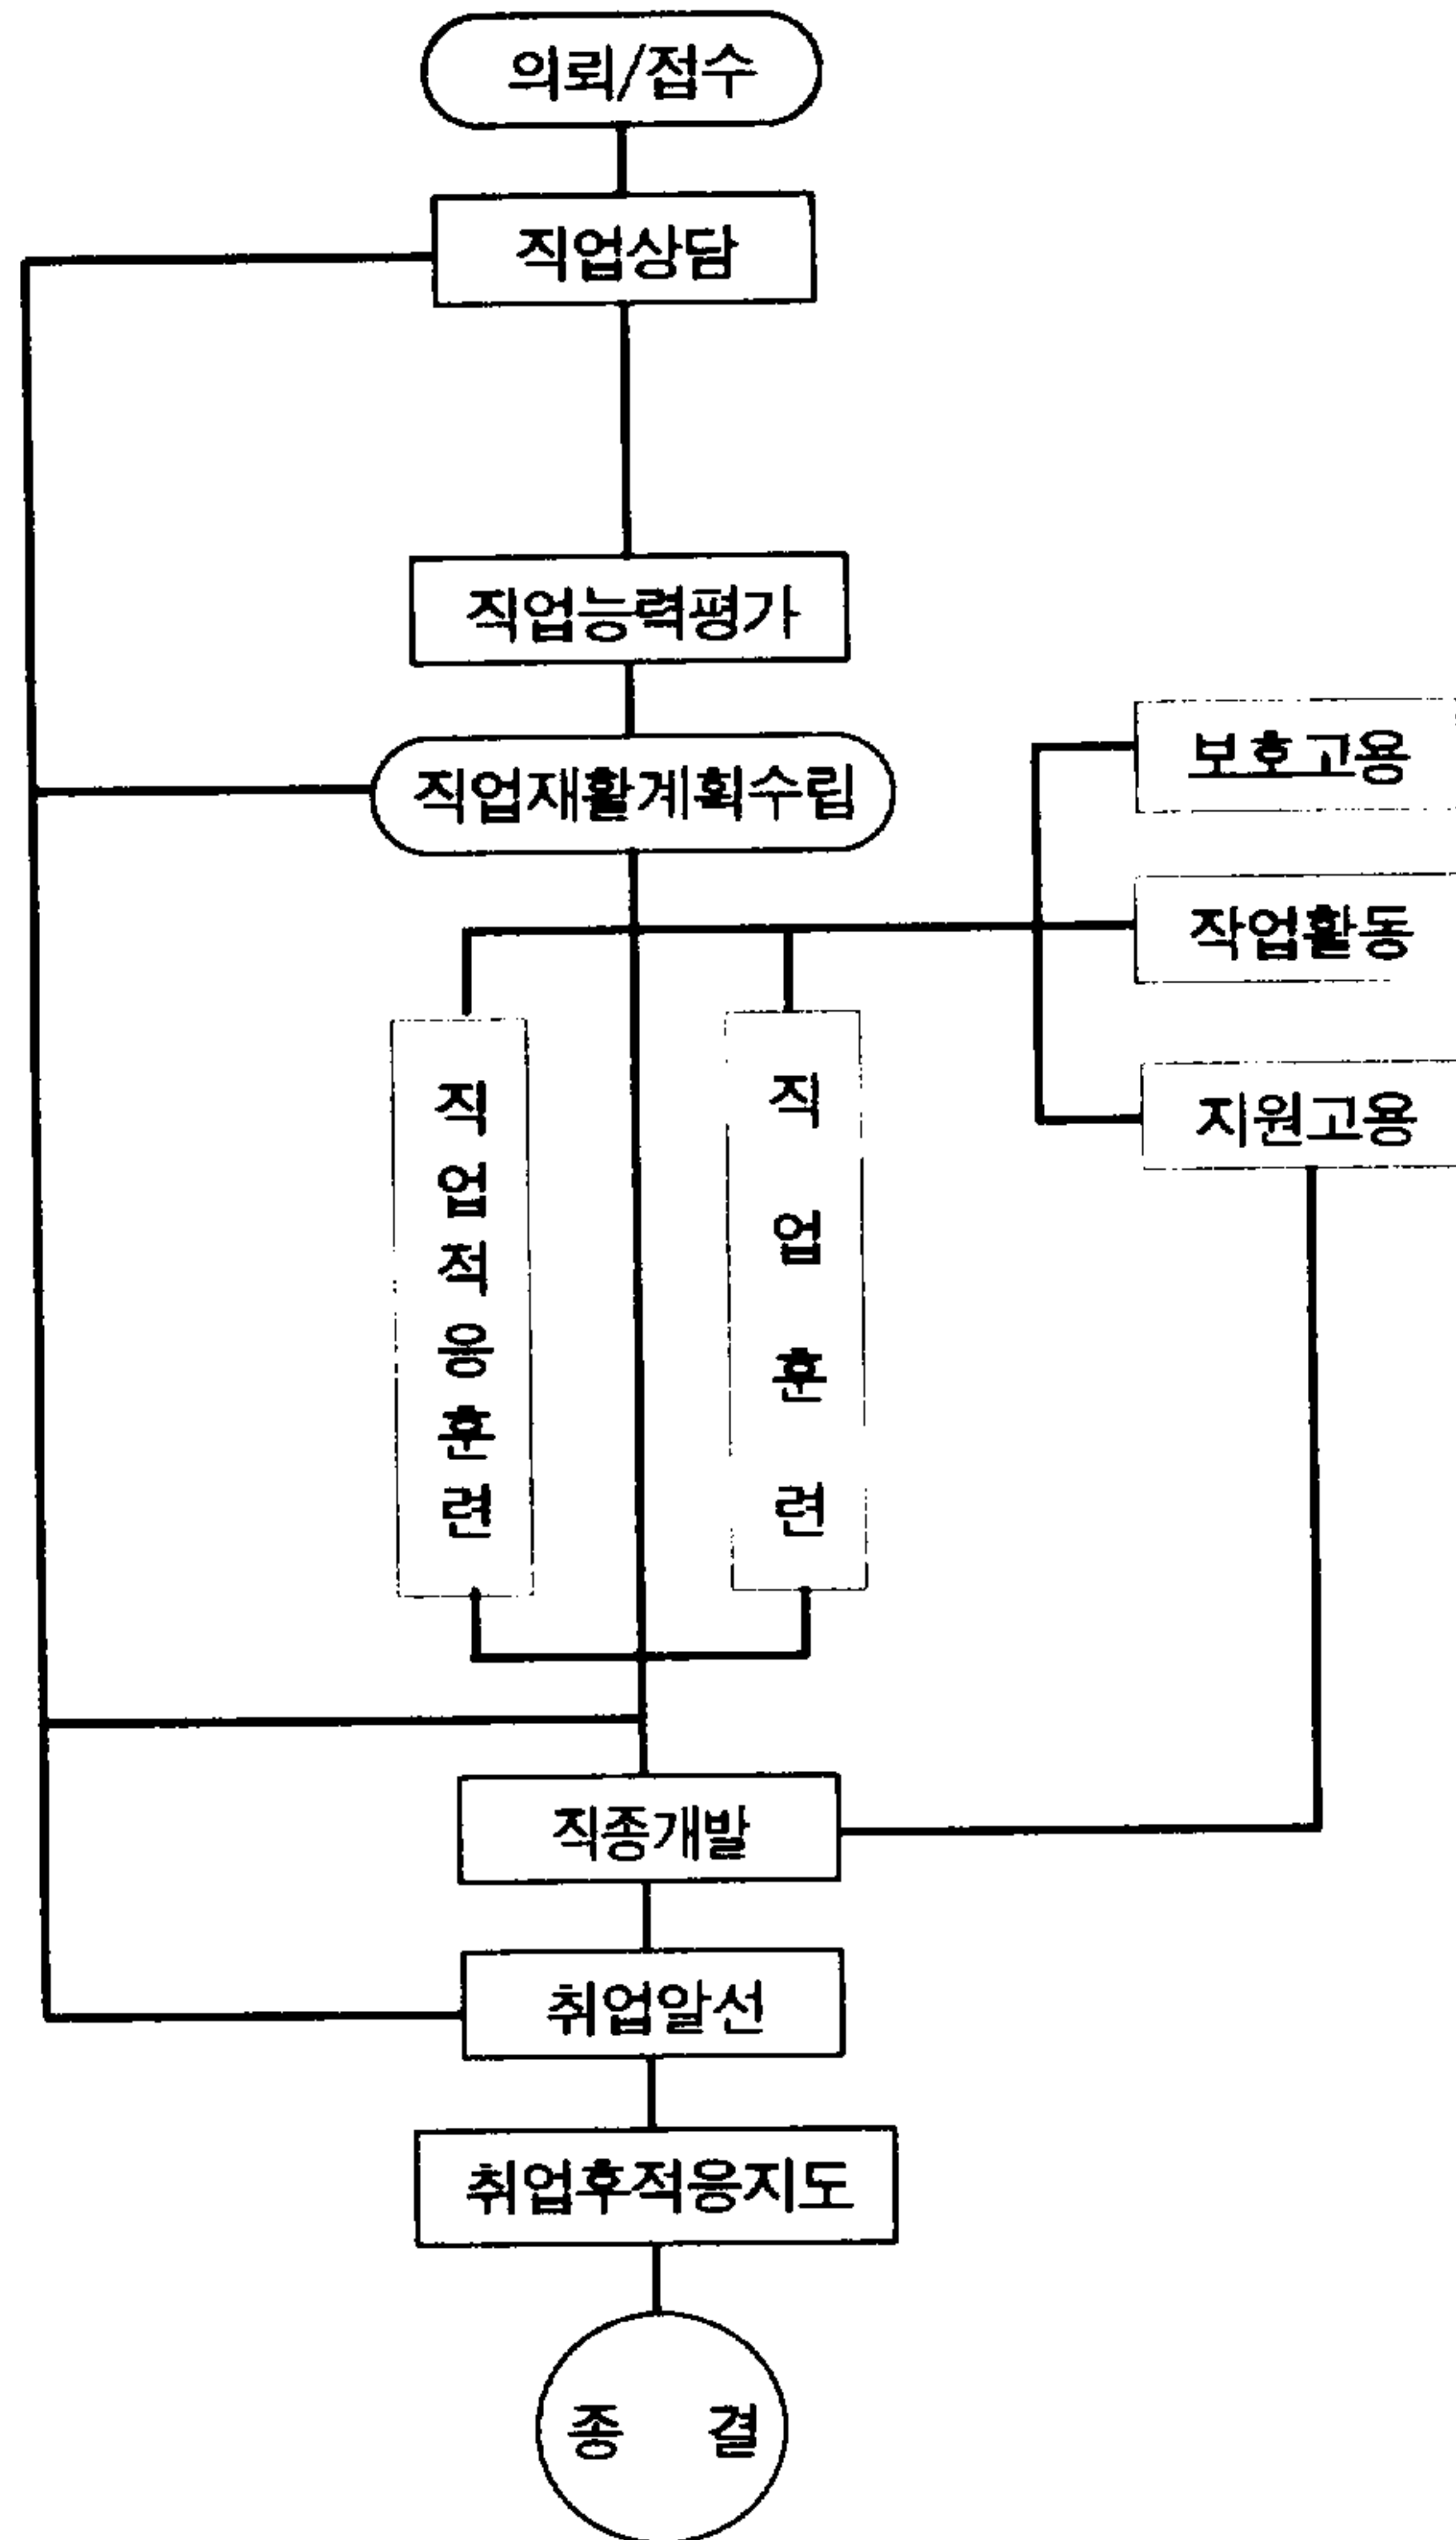 의뢰/접수
직업상담
직업능력평가
직업재활계획수립
보호고용
작업활동
지원고용
직업적응훈련
직업훈련
직종개발
취업알선
취업후적응지도
종 결